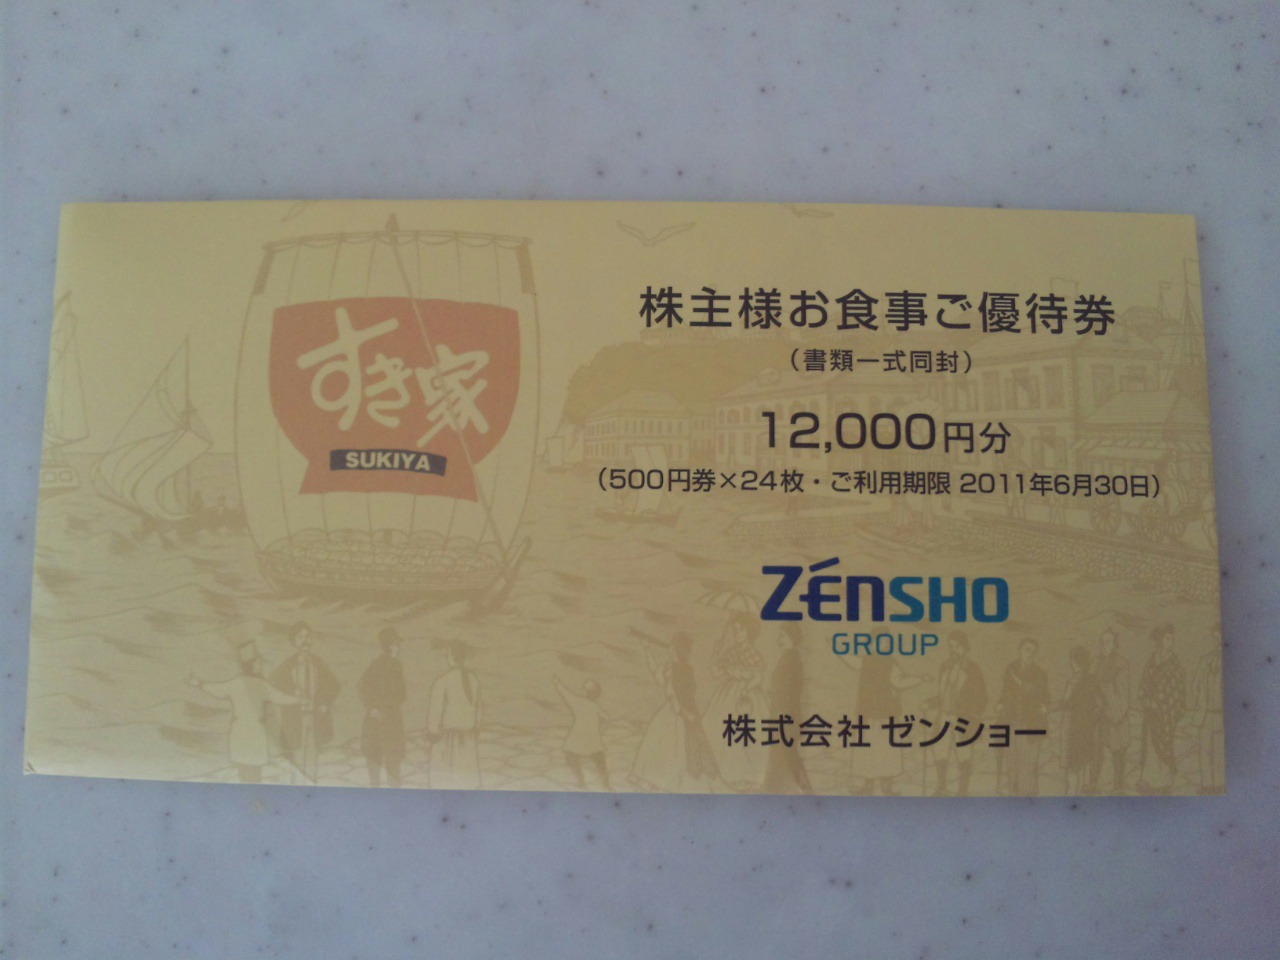 すき家
SUKIYA
株主様お食事ご優待券
（書類一式同封）
12,000円分
（500円券×24枚・ご利用期限 2011年6月30日）
ZÉNSHO
GROUP
株式会社 ゼンショー